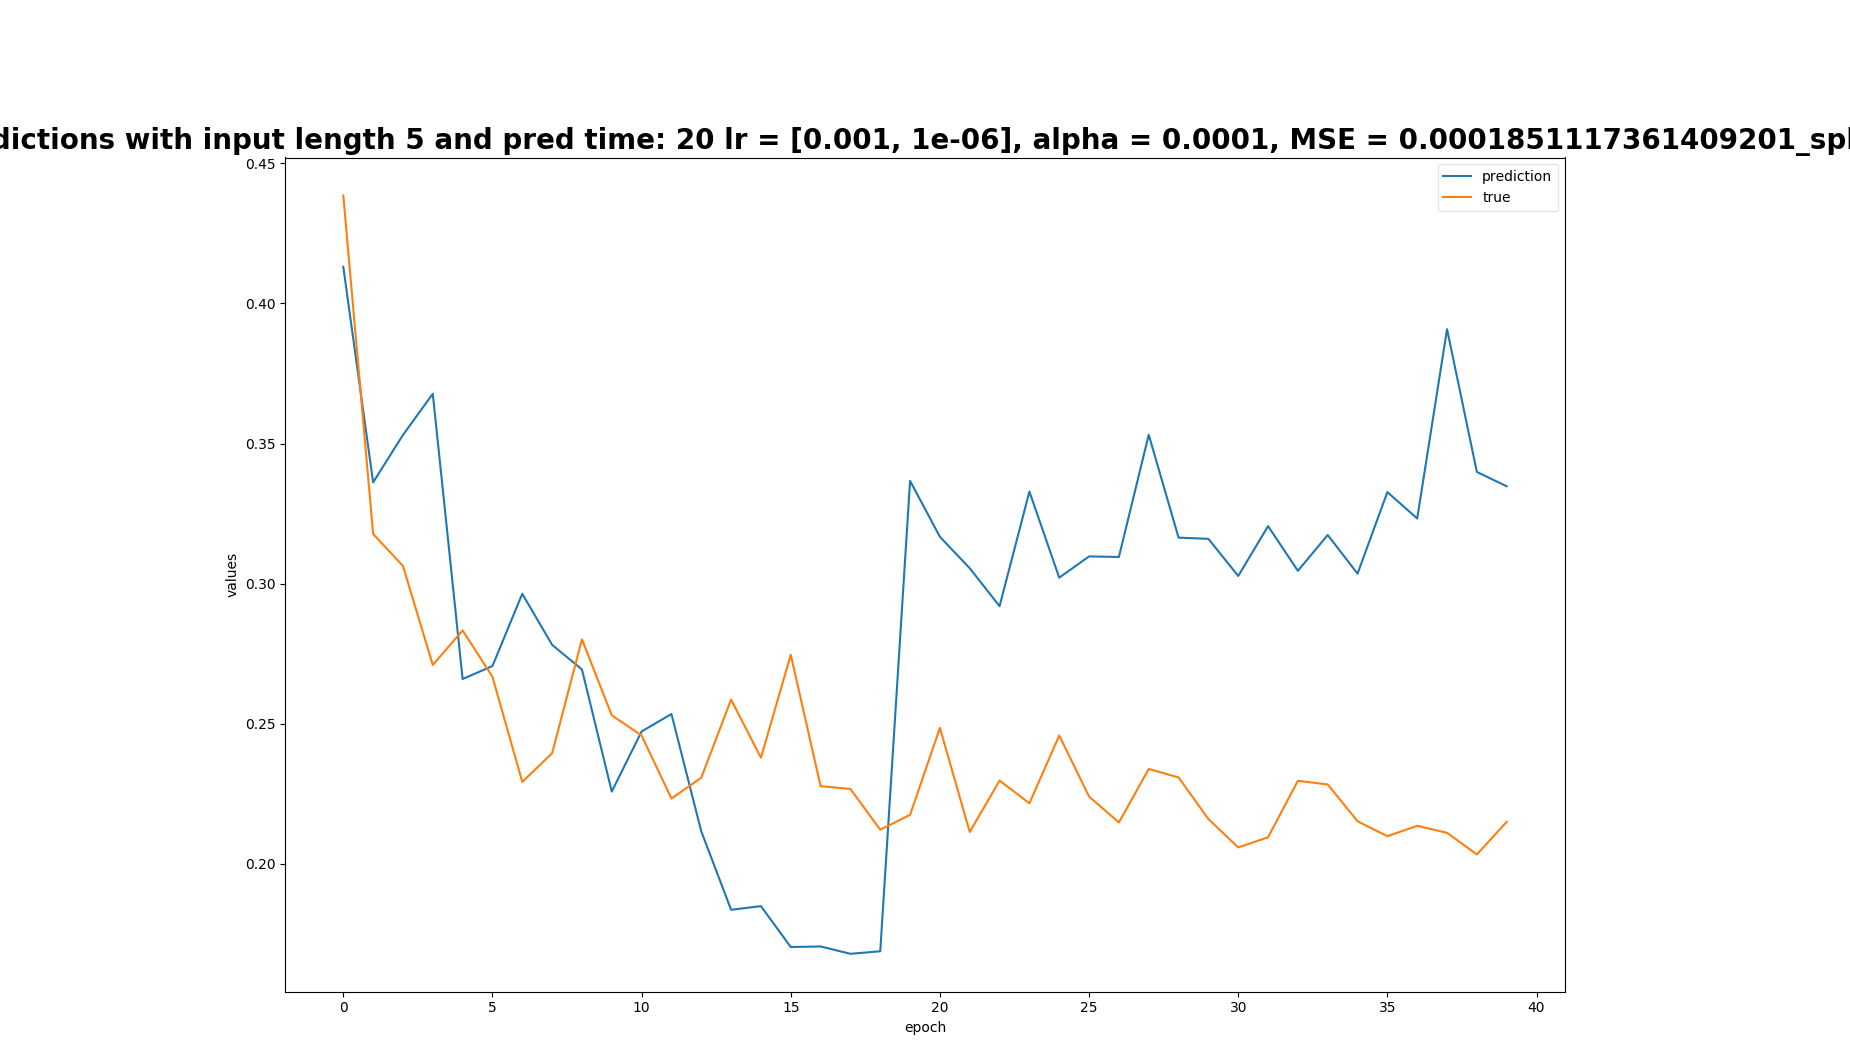 dictions with input length 5 and pred time: 20 lr = [0.001, 1e-06], alpha = 0.0001, MSE = 0.0001851117361409201_spl
prediction
true
0.45
0.40
0.35
0.30
0.25
0.20
values
0 5 10 15 20 25 30 35 40
epoch